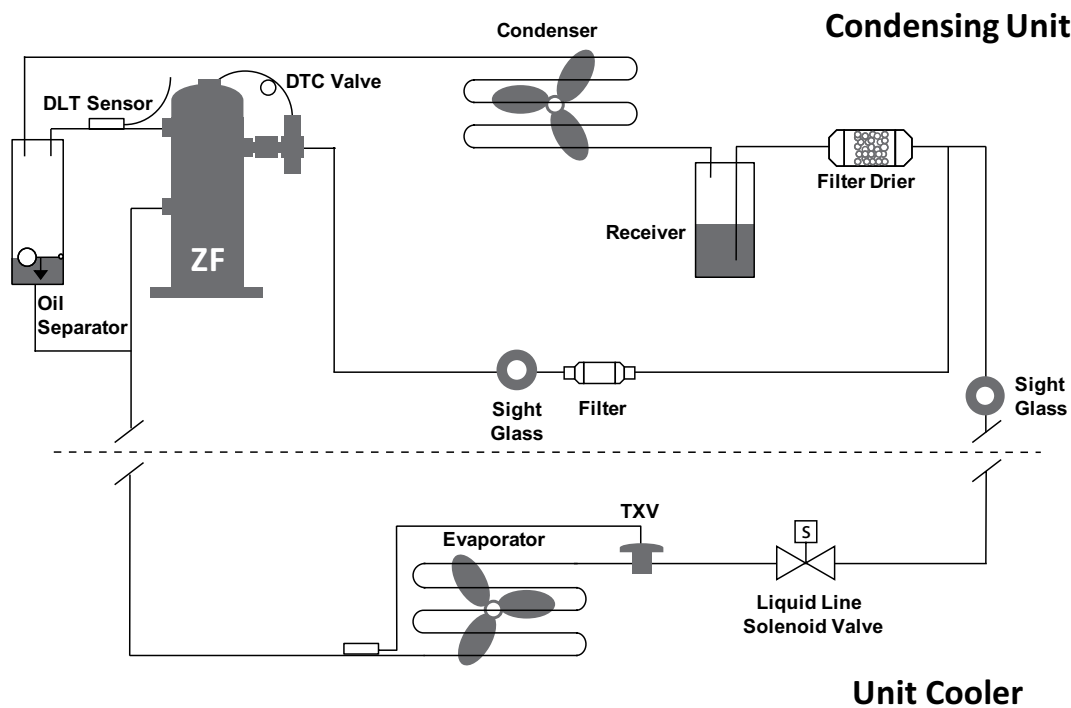 Condensing Unit
Condenser
DTC Valve
DLT Sensor
Filter Drier
Receiver
ZF
Oil
Separator
Sight
Glass
Filter
Sight
Glass
TXV
S
Evaporator
Liquid Line
Solenoid Valve
Unit Cooler